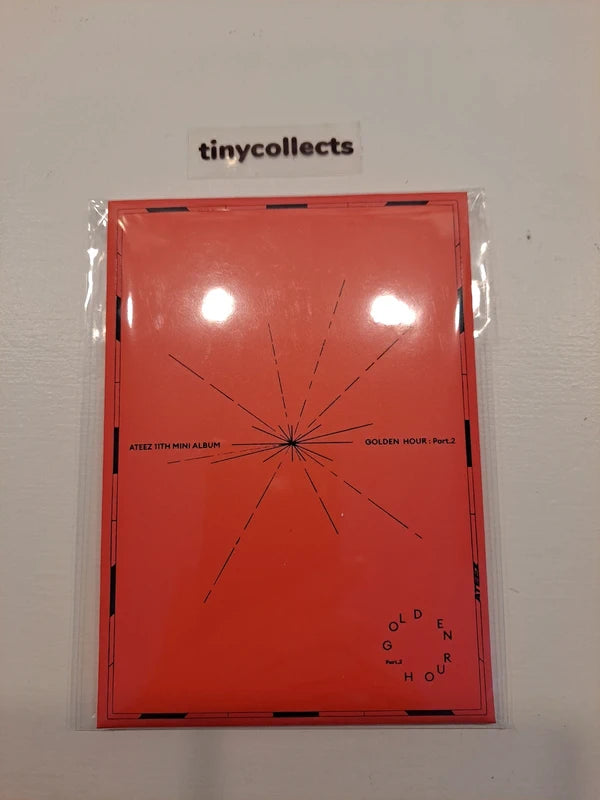 tinycollects
ATEEZ 11TH MINI ALBUM
GOLDEN HOUR : Part.2
ATEEZ
GOLDEN
HOUR
Part.2